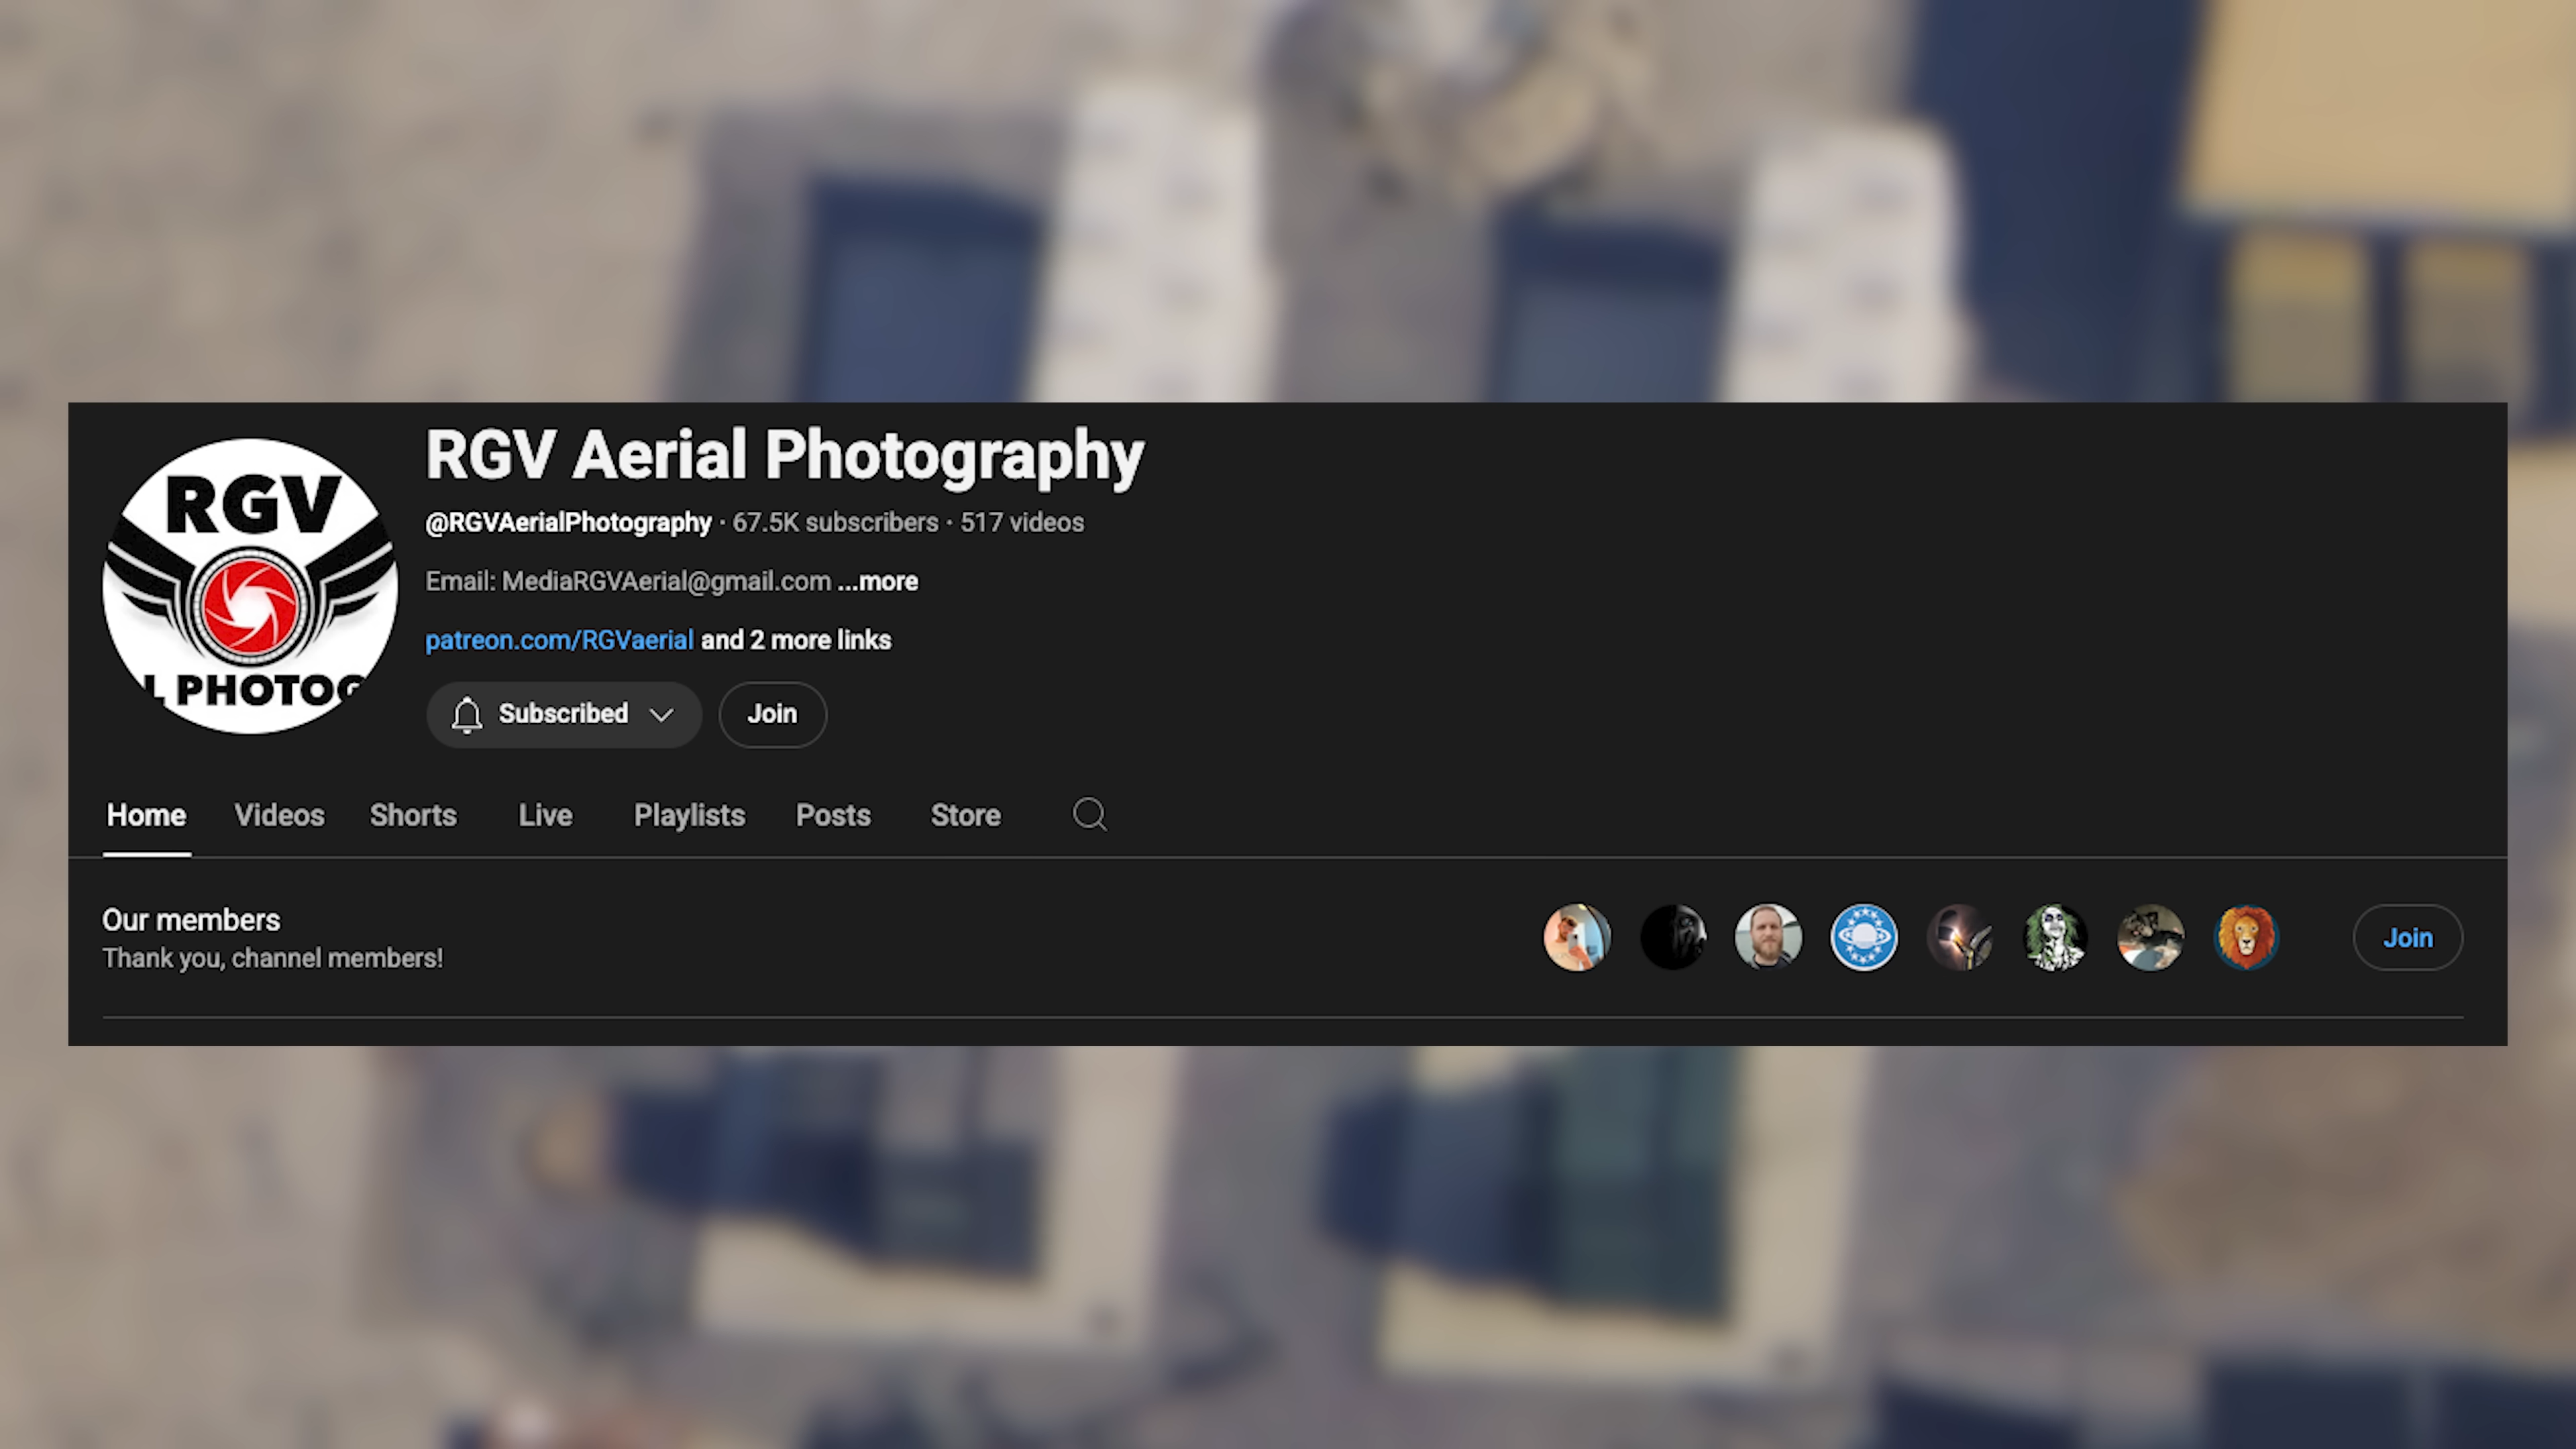 RGV
L PHOTOG
RGV Aerial Photography
@RGVAerialPhotography · 67.5K subscribers · 517 videos
Email: MediaRGVAerial@gmail.com ...more
patreon.com/RGVaerial and 2 more links
Subscribed
Join
Home Videos Shorts Live Playlists Posts Store
Our members
Thank you, channel members!
Join